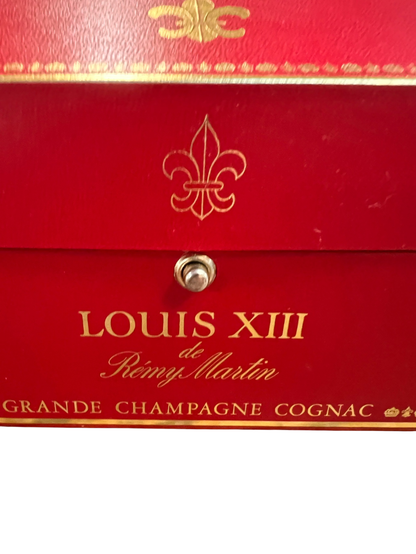 LOUIS XIII
de
Rémy Martin
GRANDE CHAMPAGNE COGNAC